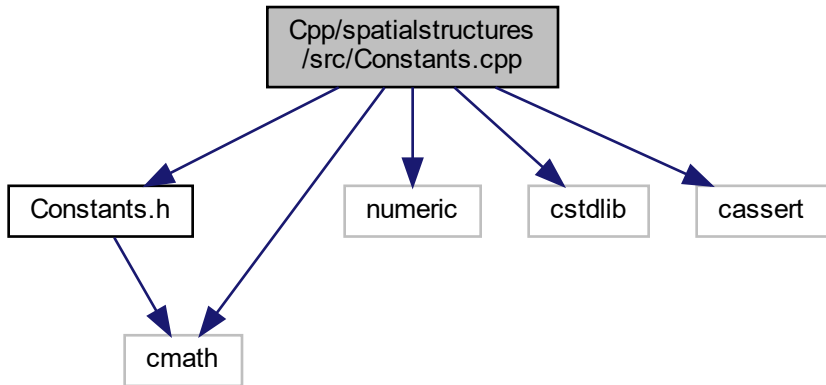 Cpp/spatialstructures
/src/Constants.cpp
Constants.h
numeric
cstdlib
cassert
cmath